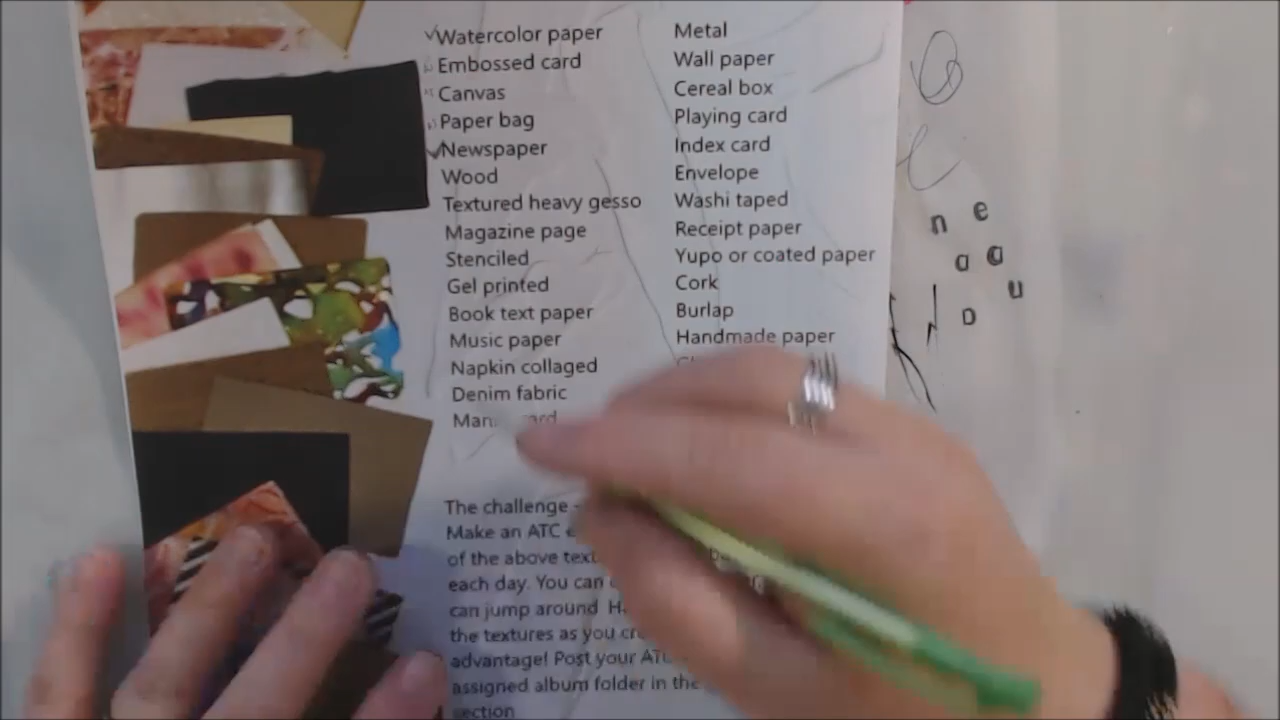 Watercolor paper
Embossed card
Canvas
Paper bag
Newspaper
Wood
Textured heavy gesso
Magazine page
Stenciled
Gel printed
Book text paper
Music paper
Napkin collaged
Denim fabric
Metal
Wall paper
Cereal box
Playing card
Index card
Envelope
Washi taped
Receipt paper
Yupo or coated paper
Cork
Burlap
Handmade paper
The challenge -
Make an ATC
of the above
each day. You can
can jump around
the textures as you
advantage! Post your
assigned album folder in the
section
n e
a a
u
D